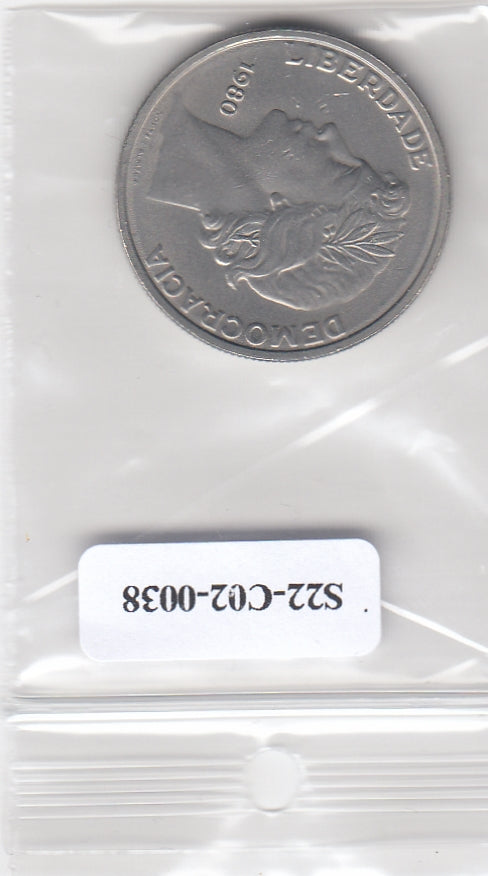 LIBERDADE
1980
DEMOCRACIA
S22-C02-0038